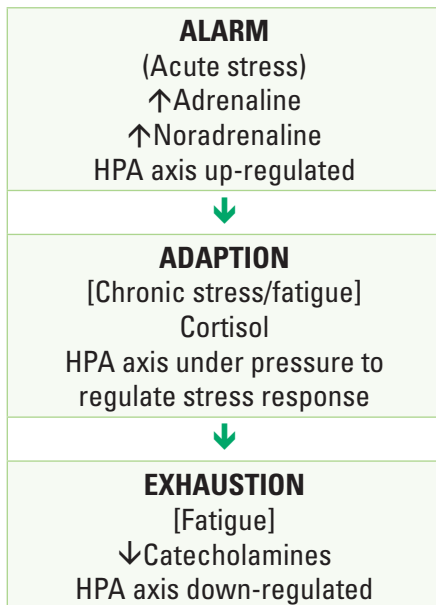 ALARM
(Acute stress)
↑Adrenaline
↑Noradrenaline
HPA axis up-regulated
↓
ADAPTION
[Chronic stress/fatigue]
Cortisol
HPA axis under pressure to
regulate stress response
↓
EXHAUSTION
[Fatigue]
↓Catecholamines
HPA axis down-regulated